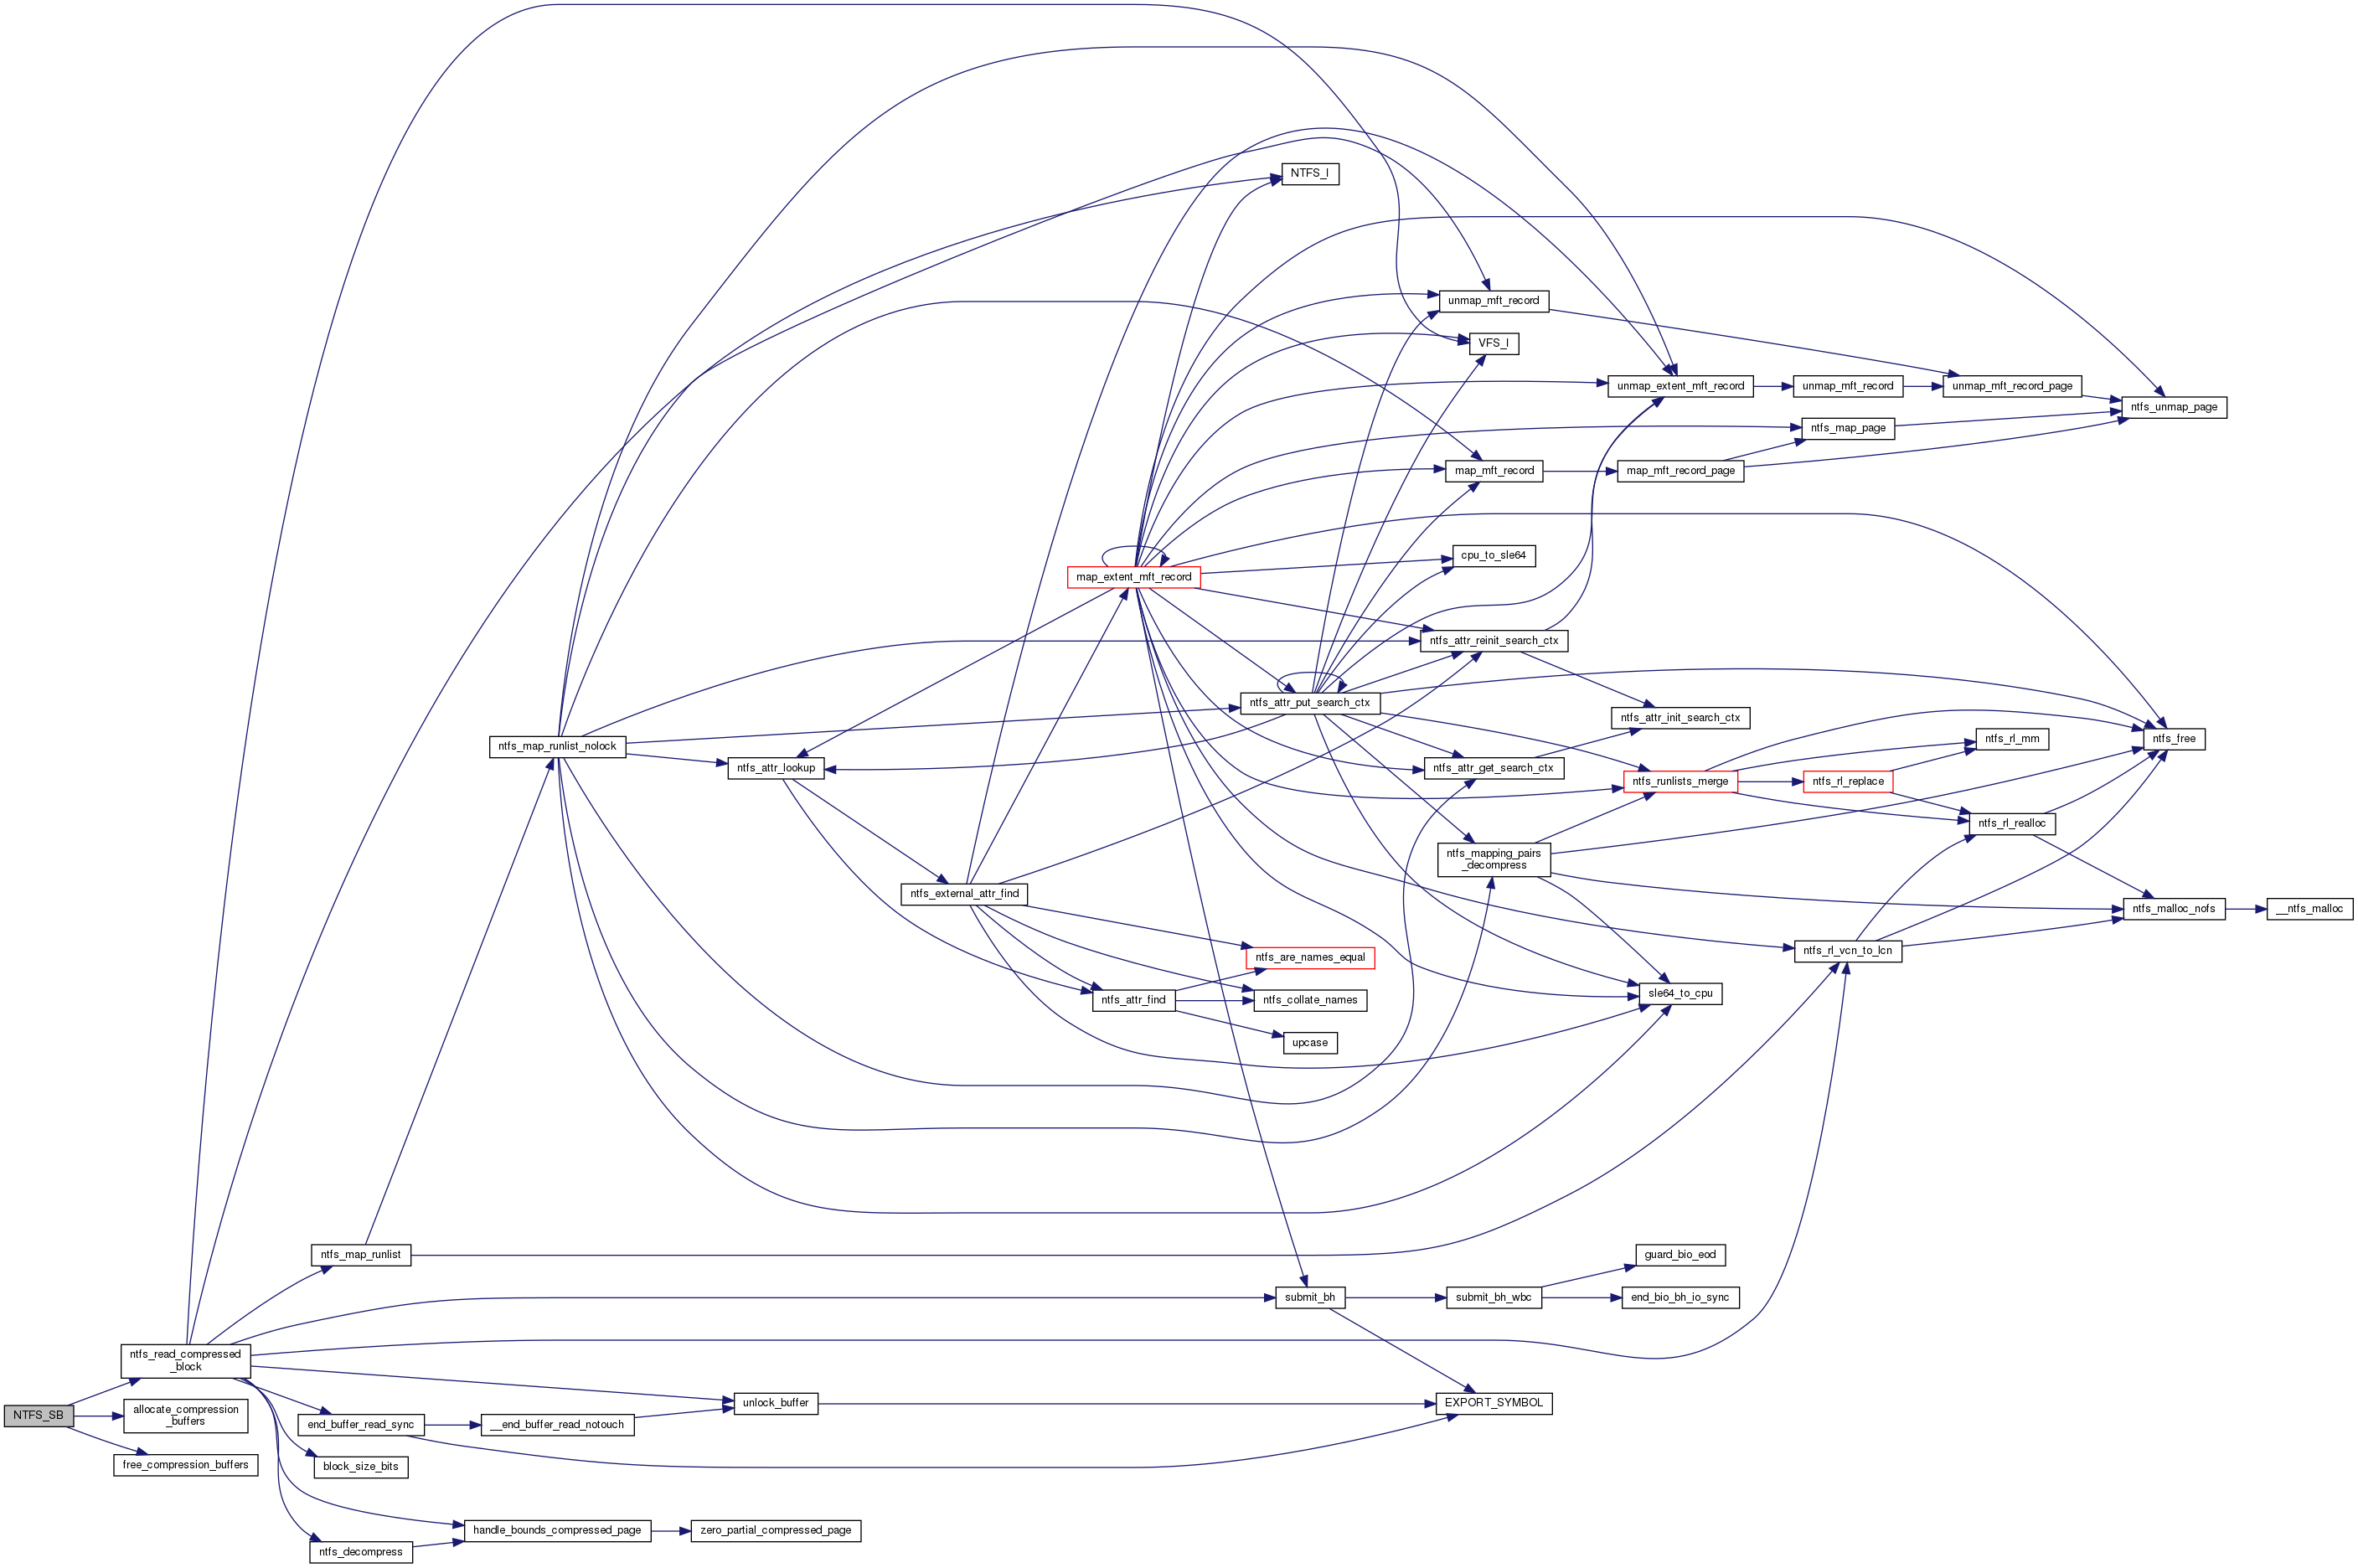 NTFS_I
unmap_mft_record
VFS_I
unmap_extent_mft_record
unmap_mft_record
unmap_mft_record_page
ntfs_unmap_page
ntfs_map_page
map_mft_record
map_mft_record_page
cpu_to_sle64
map_extent_mft_record
ntfs_attr_reinit_search_ctx
ntfs_attr_put_search_ctx
ntfs_attr_init_search_ctx
ntfs_map_runlist_nolock
ntfs_rl_mm
ntfs_free
ntfs_attr_lookup
ntfs_attr_get_search_ctx
ntfs_runlists_merge
ntfs_rl_replace
ntfs_rl_realloc
ntfs_mapping_pairs
_decompress
ntfs_external_attr_find
ntfs_malloc_nofs
__ntfs_malloc
ntfs_are_names_equal
ntfs_rl_vcn_to_lcn
ntfs_attr_find
ntfs_collate_names
sle64_to_cpu
upcase
ntfs_map_runlist
guard_bio_eod
submit_bh
submit_bh_wbc
end_bio_bh_io_sync
ntfs_read_compressed
_block
NTFS_SB
allocate_compression
_buffers
unlock_buffer
EXPORT_SYMBOL
end_buffer_read_sync
__end_buffer_read_notouch
free_compression_buffers
block_size_bits
handle_bounds_compressed_page
zero_partial_compressed_page
ntfs_decompress